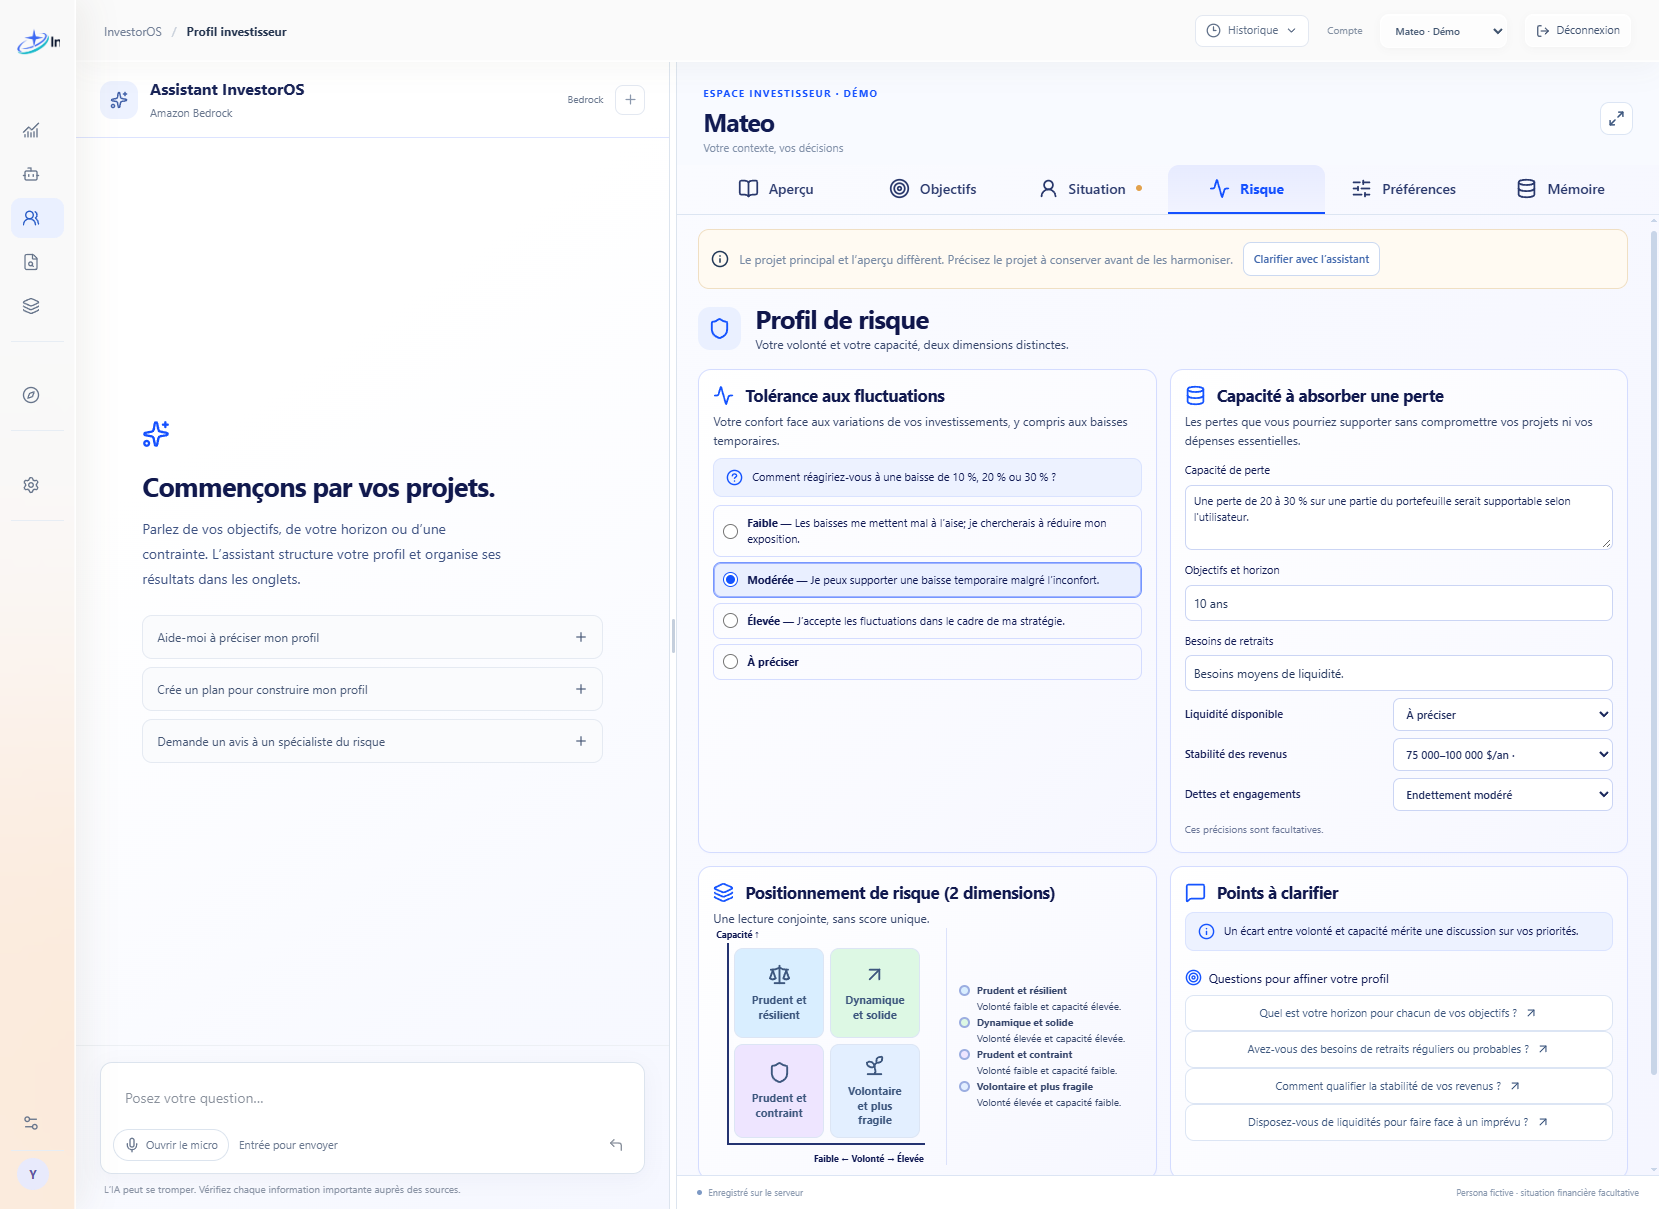 In
InvestorOS / Profil investisseur
Historique
Compte
Mateo · Démo
Déconnexion
Assistant InvestorOS
Amazon Bedrock
Bedrock
Commençons par vos projets.
Parlez de vos objectifs, de votre horizon ou d’une
contrainte. L’assistant structure votre profil et organise ses
résultats dans les onglets.
Aide-moi à préciser mon profil
Crée un plan pour construire mon profil
Demande un avis à un spécialiste du risque
Posez votre question...
Ouvrir le micro
Entrée pour envoyer
L'IA peut se tromper. Vérifiez chaque information importante auprès des sources.
Y
ESPACE INVESTISSEUR · DÉMO
Mateo
Votre contexte, vos décisions
Aperçu
Objectifs
Situation
Risque
Préférences
Mémoire
Le projet principal et l’aperçu diffèrent. Précisez le projet à conserver avant de les harmoniser.
Clarifier avec l’assistant
Profil de risque
Votre volonté et votre capacité, deux dimensions distinctes.
Tolérance aux fluctuations
Votre confort face aux variations de vos investissements, y compris aux baisses
temporaires.
Comment réagiriez-vous à une baisse de 10 %, 20 % ou 30 % ?
Faible — Les baisses me mettent mal à l’aise; je chercherais à réduire mon
exposition.
Modérée — Je peux supporter une baisse temporaire malgré l’inconfort.
Élevée — J’accepte les fluctuations dans le cadre de ma stratégie.
À préciser
Capacité à absorber une perte
Les pertes que vous pourriez supporter sans compromettre vos projets ni vos
dépenses essentielles.
Capacité de perte
Une perte de 20 à 30 % sur une partie du portefeuille serait supportable selon
l'utilisateur.
Objectifs et horizon
10 ans
Besoins de retraits
Besoins moyens de liquidité.
Liquidité disponible
À préciser
Stabilité des revenus
75 000–100 000 $/an ·
Dettes et engagements
Endettement modéré
Ces précisions sont facultatives.
Positionnement de risque (2 dimensions)
Une lecture conjointe, sans score unique.
Capacité ↑
Prudent et
résilient
Dynamique
et solide
Prudent et
contraint
Volontaire
et plus
fragile
Faible ← Volonté → Élevée
Prudent et résilient
Volonté faible et capacité élevée.
Dynamique et solide
Volonté élevée et capacité élevée.
Prudent et contraint
Volonté faible et capacité faible.
Volontaire et plus fragile
Volonté élevée et capacité faible.
Points à clarifier
Un écart entre volonté et capacité mérite une discussion sur vos priorités.
Questions pour affiner votre profil
Quel est votre horizon pour chacun de vos objectifs ?
Avez-vous des besoins de retraits réguliers ou probables ?
Comment qualifier la stabilité de vos revenus ?
Disposez-vous de liquidités pour faire face à un imprévu ?
Enregistré sur le serveur
Persona fictive · situation financière facultative